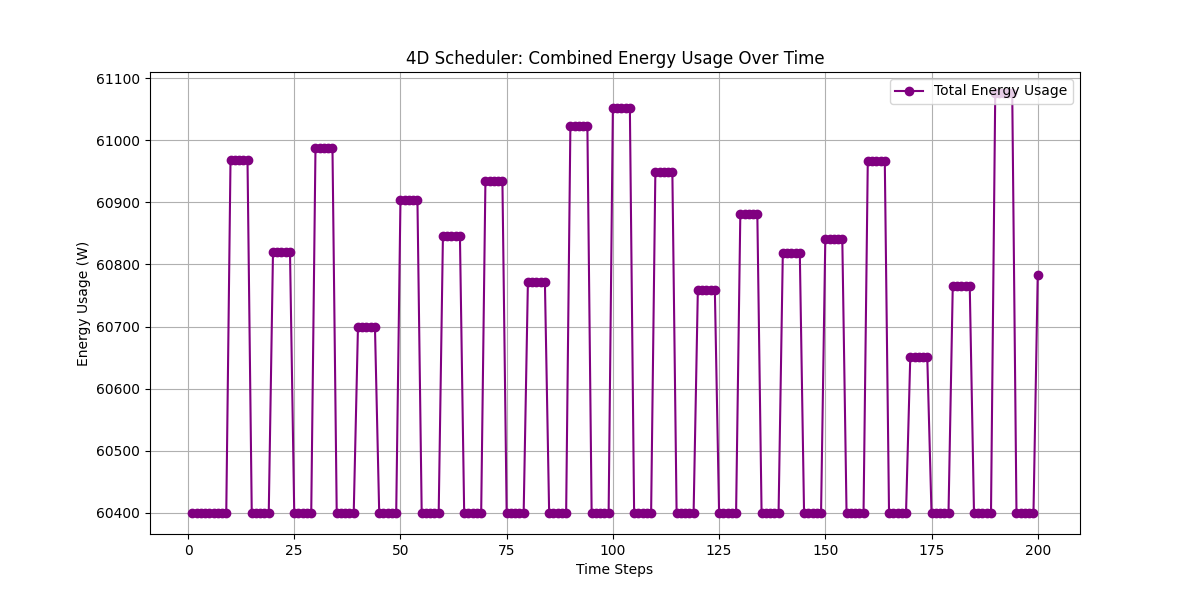 4D Scheduler: Combined Energy Usage Over Time
Total Energy Usage
Energy Usage (W)
61100
61000
60900
60800
60700
60600
60500
60400
0 25 50 75 100 125 150 175 200
Time Steps